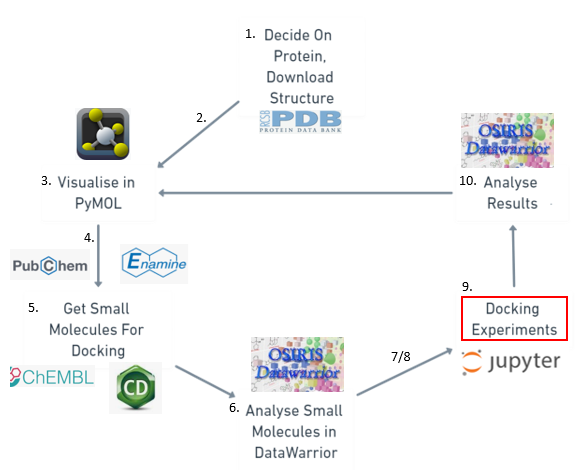 1. Decide On
Protein,
Download
Structure
RCSB PDB
PROTEIN DATA BANK
2.
3. Visualise in
PyMOL
OSIRIS
Datawarrior
10. Analyse
Results
4.
PubChem
Enamine
5. Get Small
Molecules For
Docking
ChEMBL
CD
OSIRIS
Datawarrior
6. Analyse Small
Molecules in
DataWarrior
7/8
9.
Docking
Experiments
jupyter